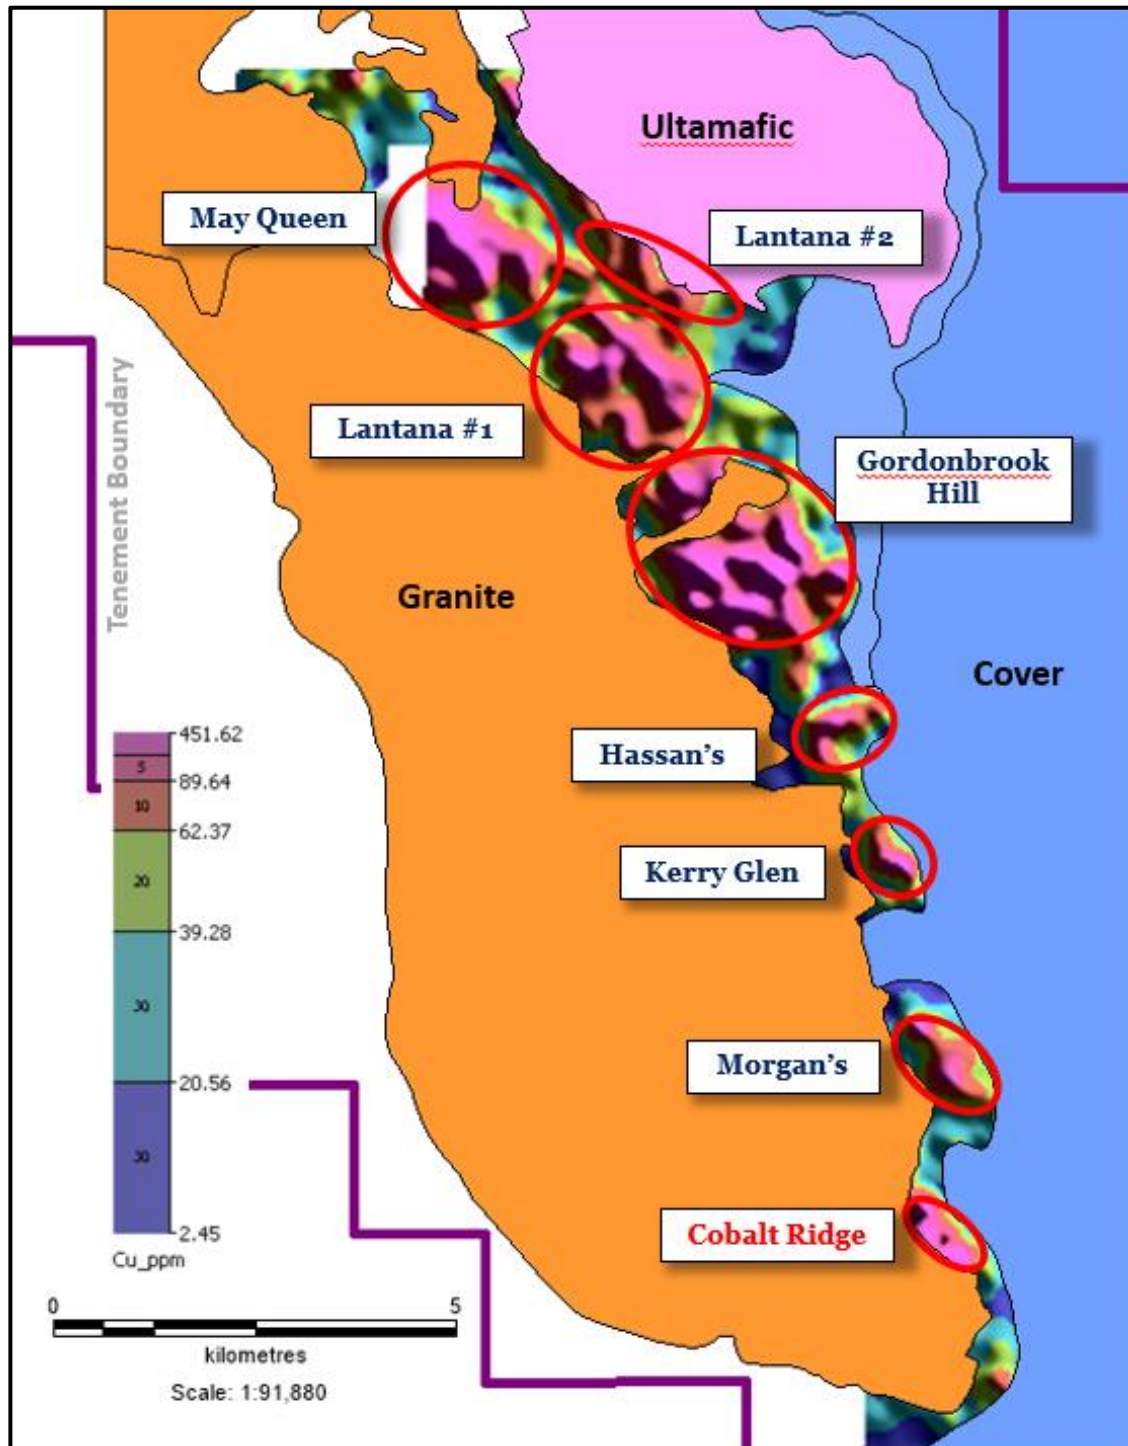 Ultamafic
May Queen
Lantana #2
Lantana #1
Gordonbrook
Hill
Tenement Boundary
Granite
Cover
Hassan's
Kerry Glen
Morgan's
Cobalt Ridge
451.62
5
89.64
10
62.37
20
39.28
30
20.56
30
2.45
Cu_ppm
0 5
kilometres
Scale: 1:91,880